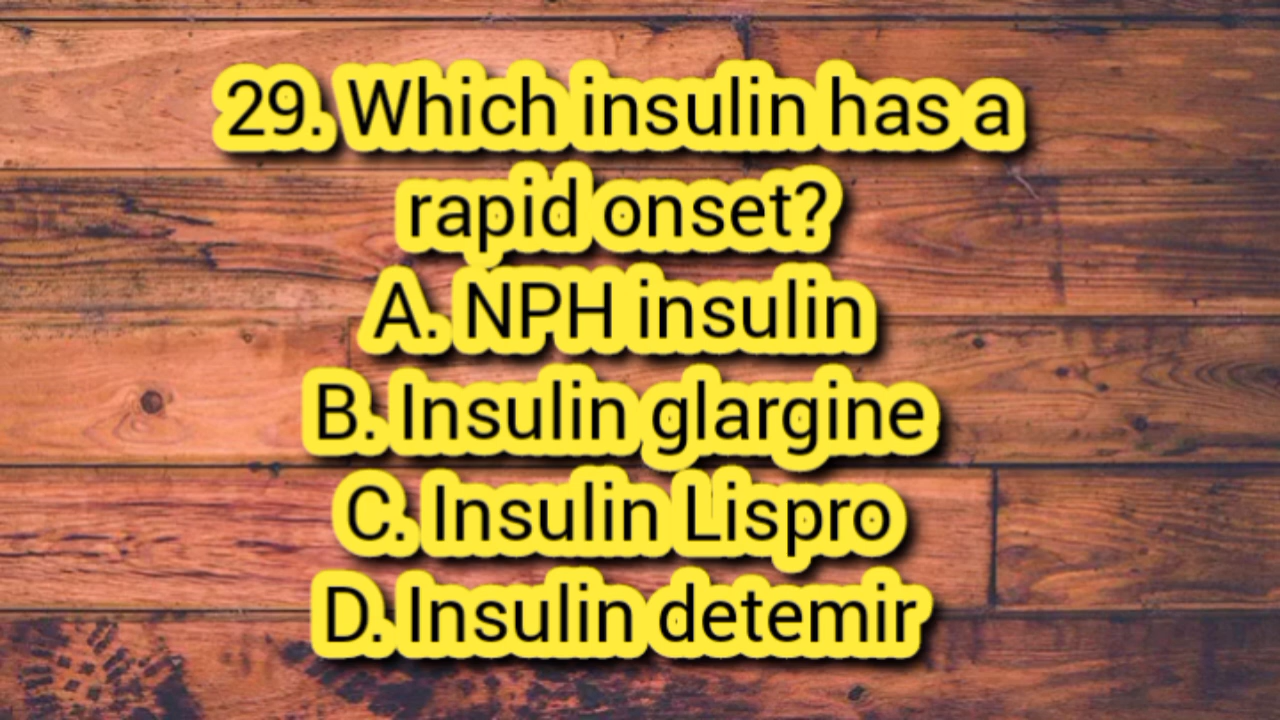 29. Which insulin has a
rapid onset?
A. NPH insulin
B. Insulin glargine
C. Insulin Lispro
D. Insulin detemir